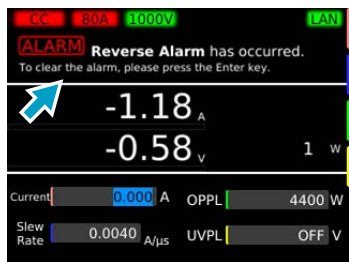 CC 80A 1000V LAN
ALARM Reverse Alarm has occurred.
To clear the alarm, please press the Enter key.
-1.18 A
-0.58 V 1 W
Current 0.000 A OPPL 4400 W
Slew Rate 0.0040 A/µs UVPL OFF V